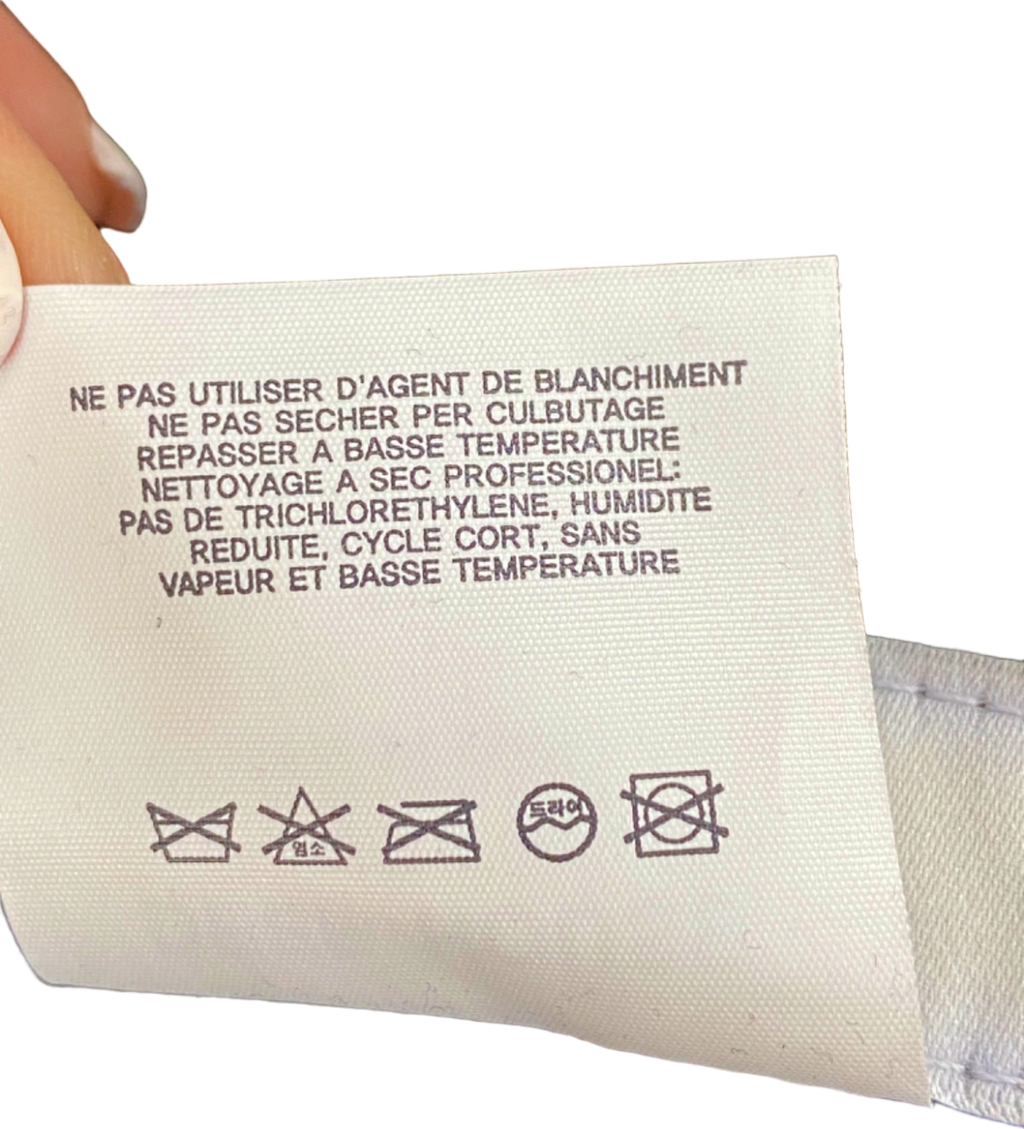 NE PAS UTILISER D'AGENT DE BLANCHIMENT
NE PAS SECHER PER CULBUTAGE
REPASSER A BASSE TEMPERATURE
NETTOYAGE A SEC PROFESSIONEL:
PAS DE TRICHLORETHYLENE, HUMIDITE
REDUITE, CYCLE CORT, SANS
VAPEUR ET BASSE TEMPERATURE
염소 드라이